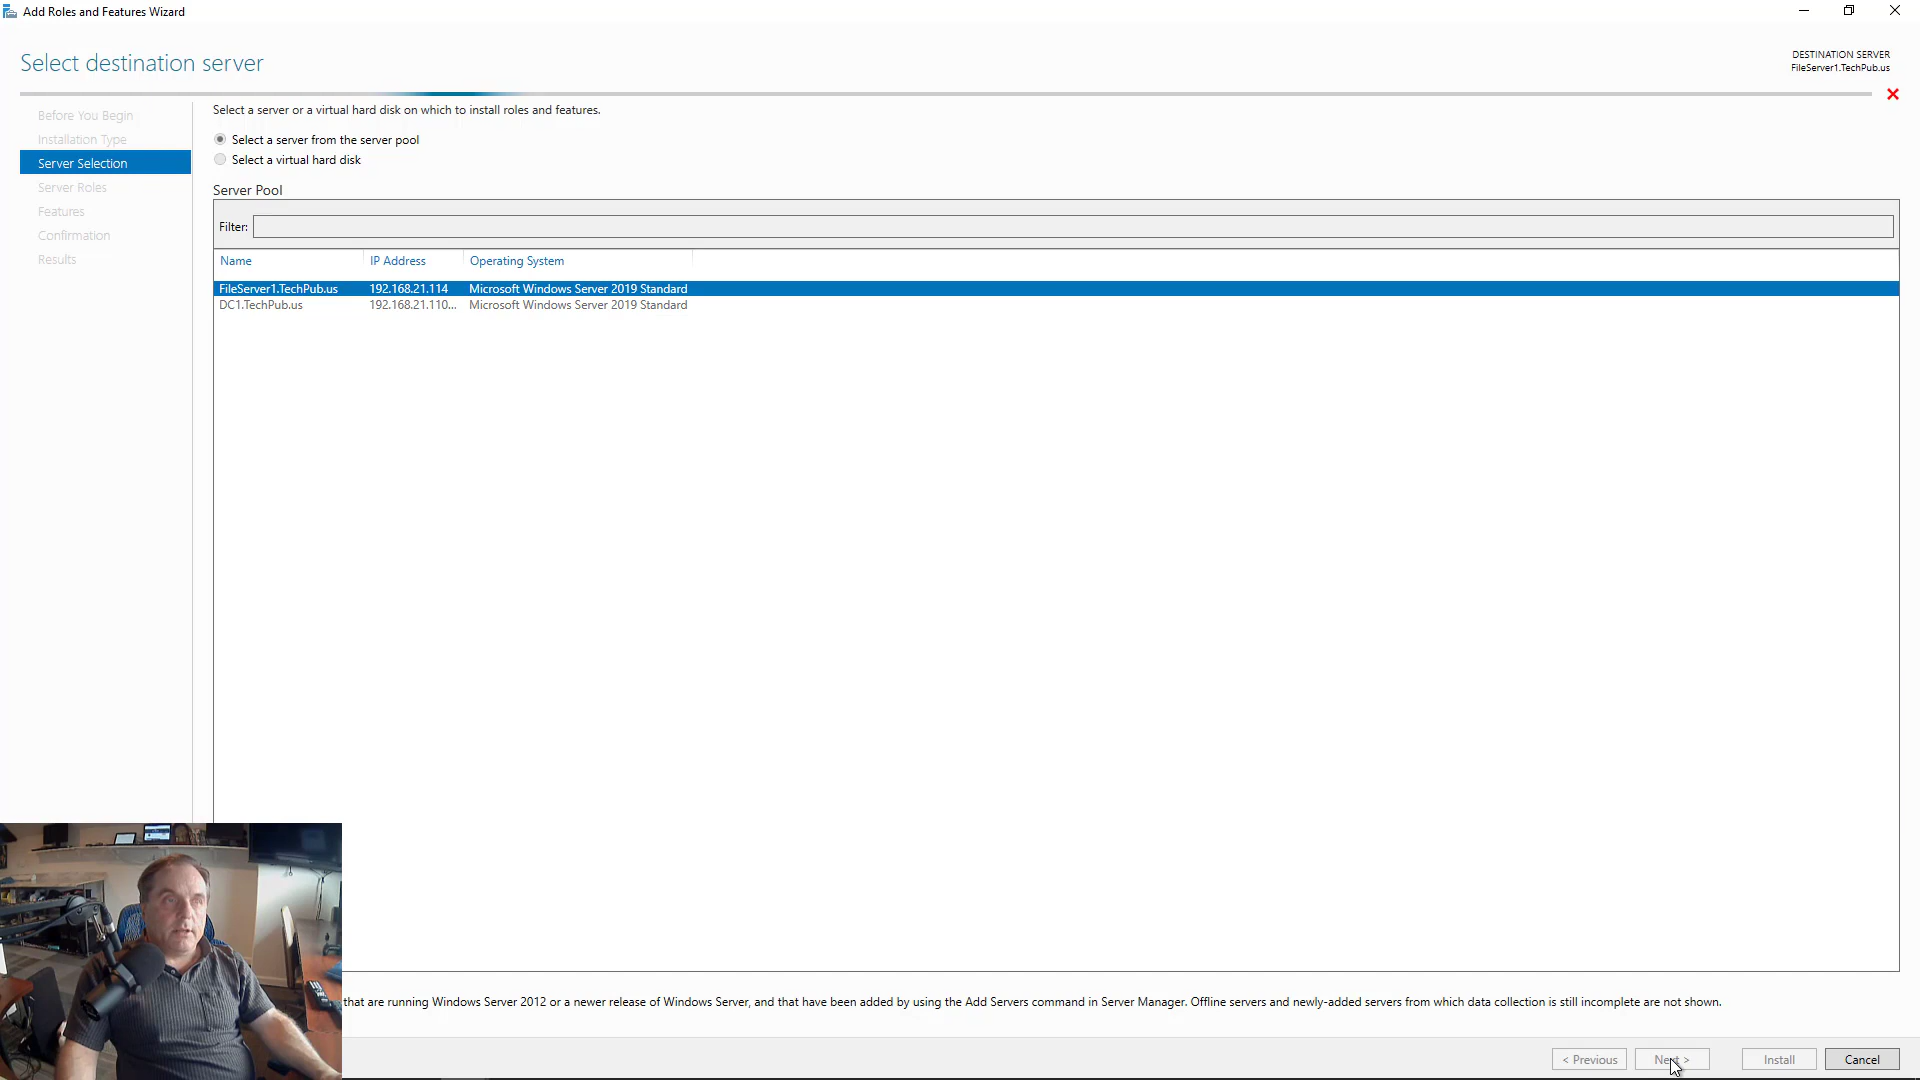 Add Roles and Features Wizard
Select destination server
DESTINATION SERVER
FileServer1.TechPub.us
Before You Begin
Installation Type
Server Selection
Server Roles
Features
Confirmation
Results
Select a server or a virtual hard disk on which to install roles and features.
Select a server from the server pool
Select a virtual hard disk
Server Pool
Filter:
Name IP Address Operating System
FileServer1.TechPub.us 192.168.21.114 Microsoft Windows Server 2019 Standard
DC1.TechPub.us 192.168.21.110... Microsoft Windows Server 2019 Standard
that are running Windows Server 2012 or a newer release of Windows Server, and that have been added by using the Add Servers command in Server Manager. Offline servers and newly-added servers from which data collection is still incomplete are not shown.
< Previous Next > Install Cancel